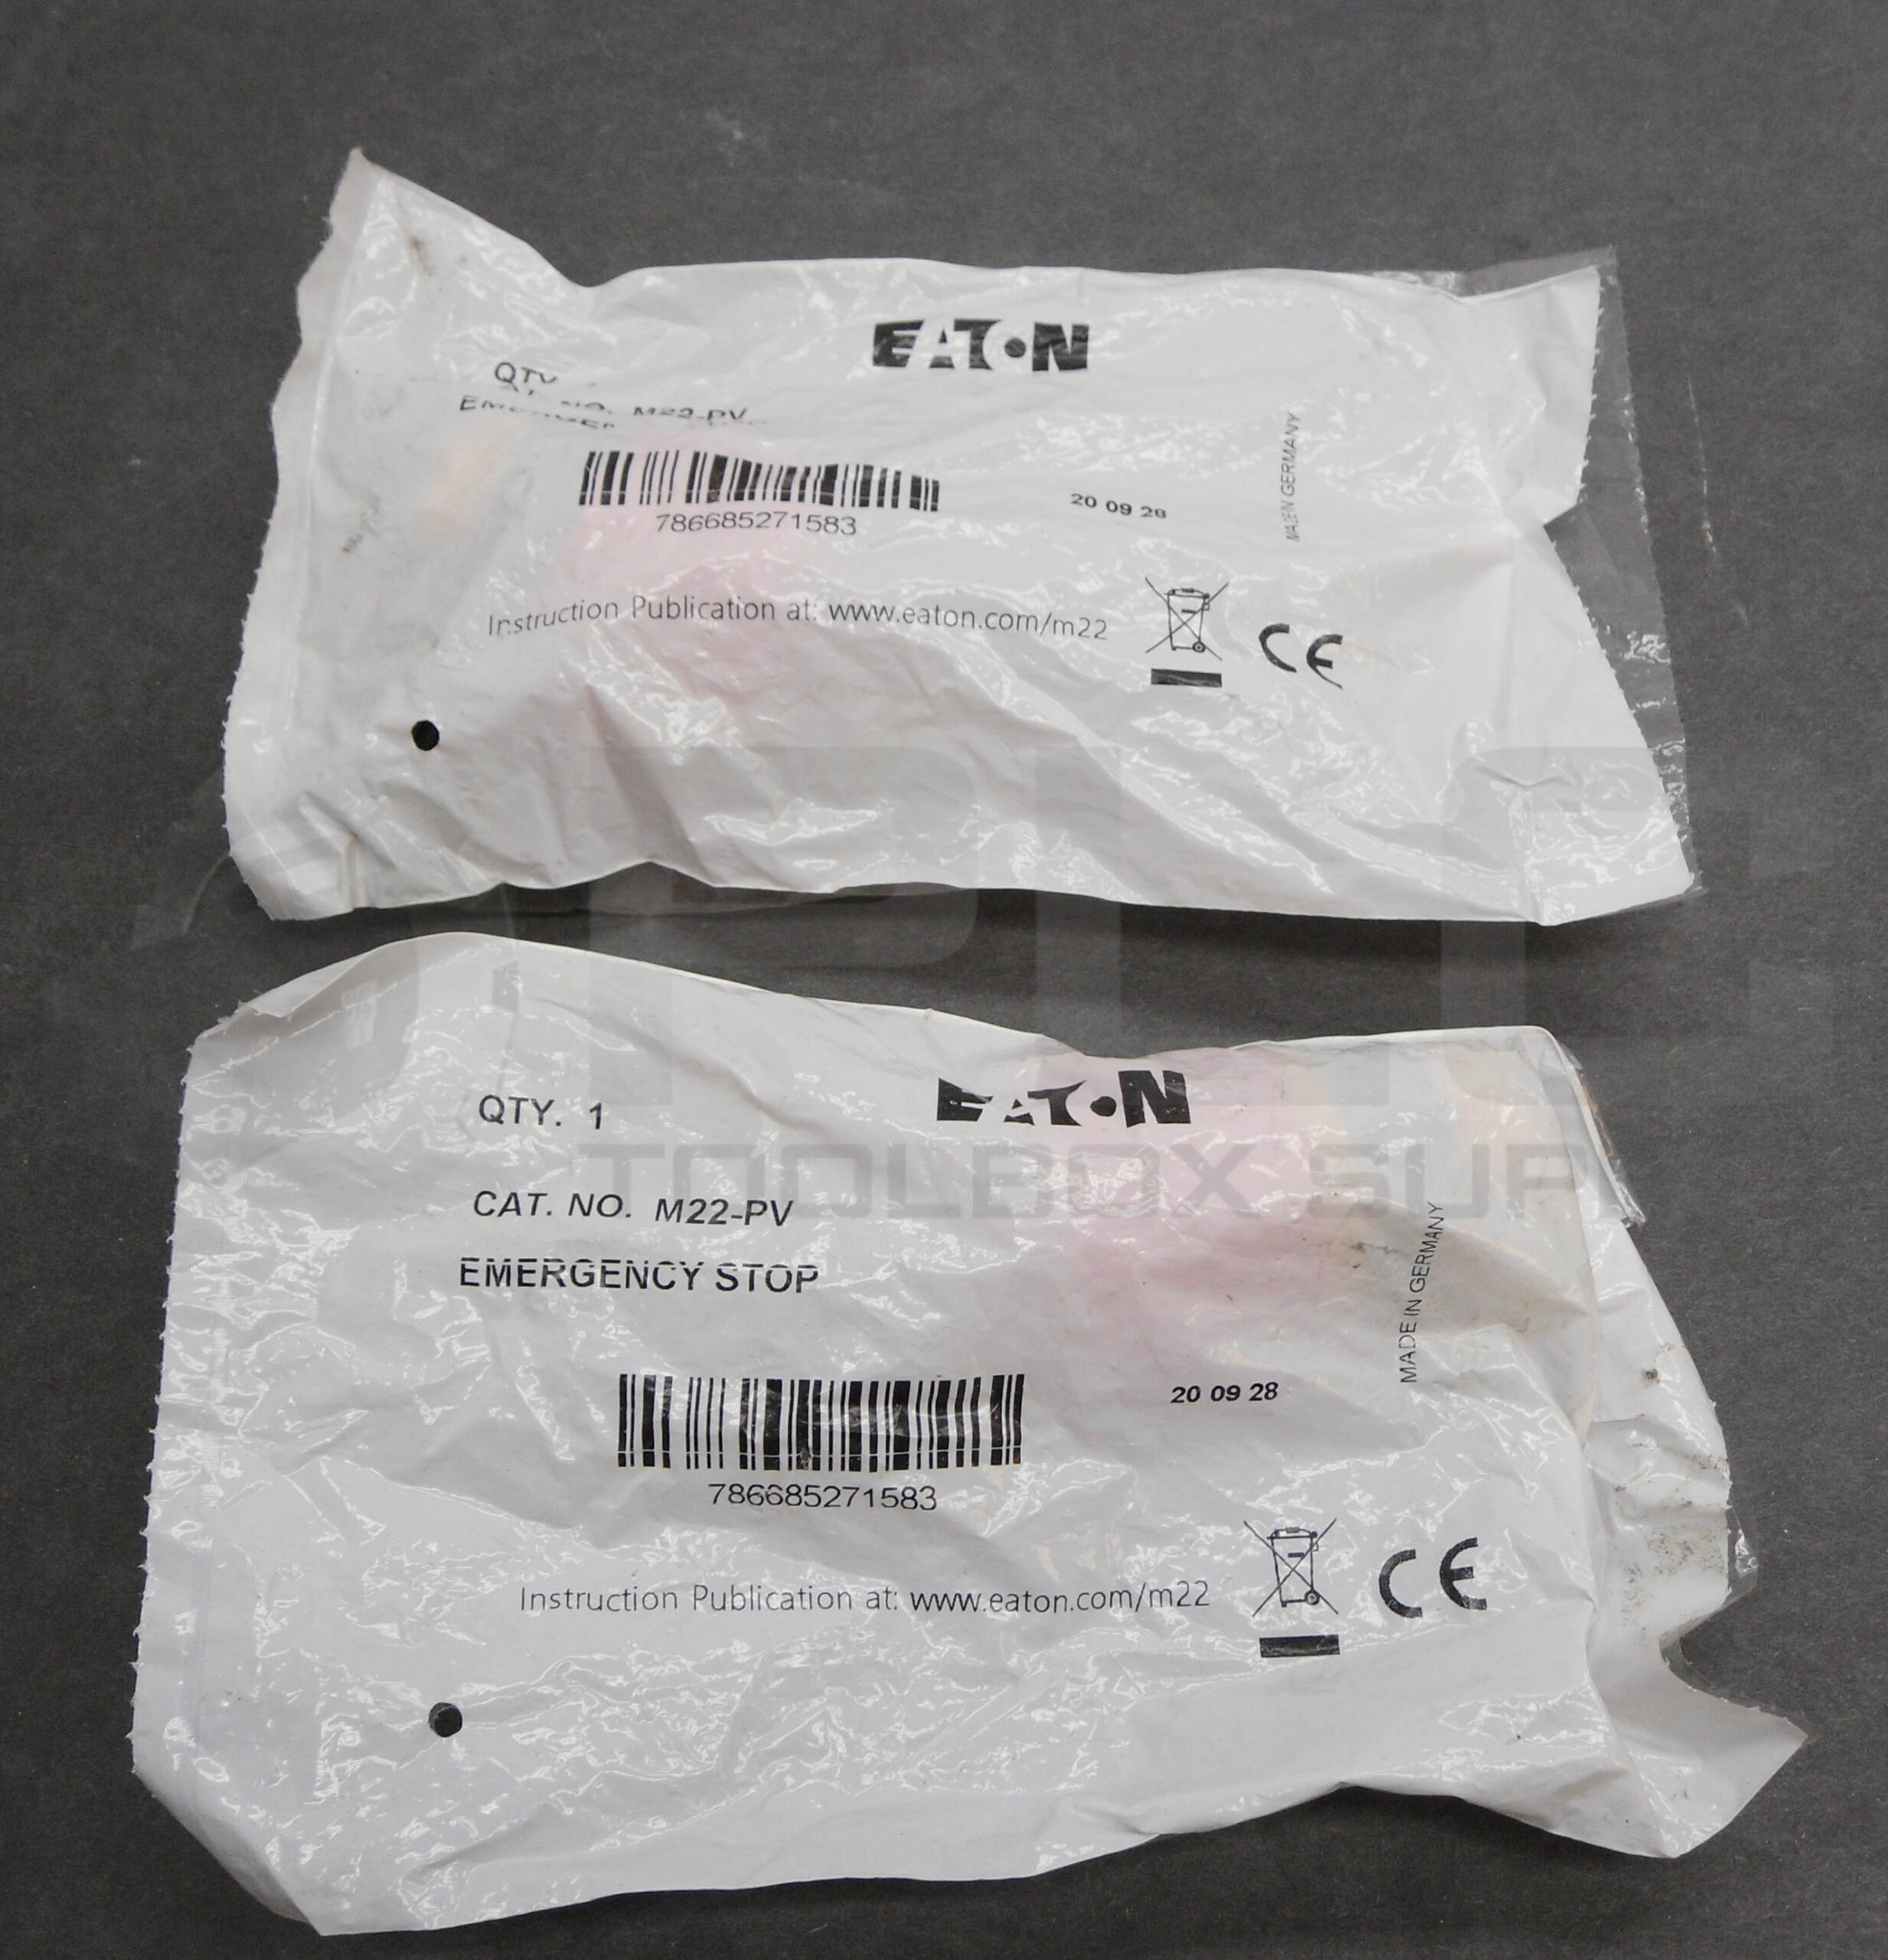 EATON
QTY
M22-PV
786685271583
20 09 28
MADE IN GERMANY
Instruction Publication at: www.eaton.com/m22
CE
QTY. 1
EATON
CAT. NO. M22-PV
EMERGENCY STOP
786685271583
20 09 28
MADE IN GERMANY
Instruction Publication at: www.eaton.com/m22
CE
TOOLBOX